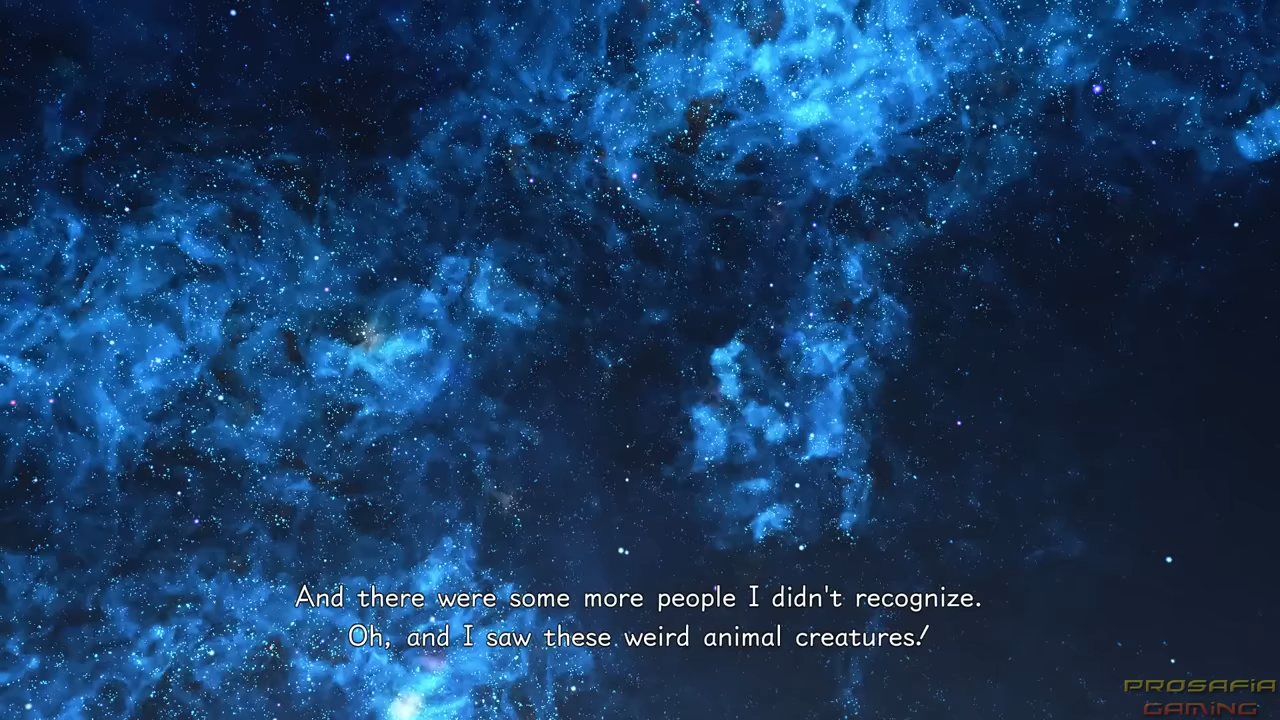 And there were some more people I didn't recognize.
Oh, and I saw these weird animal creatures!
PROSAFIA
GAMING